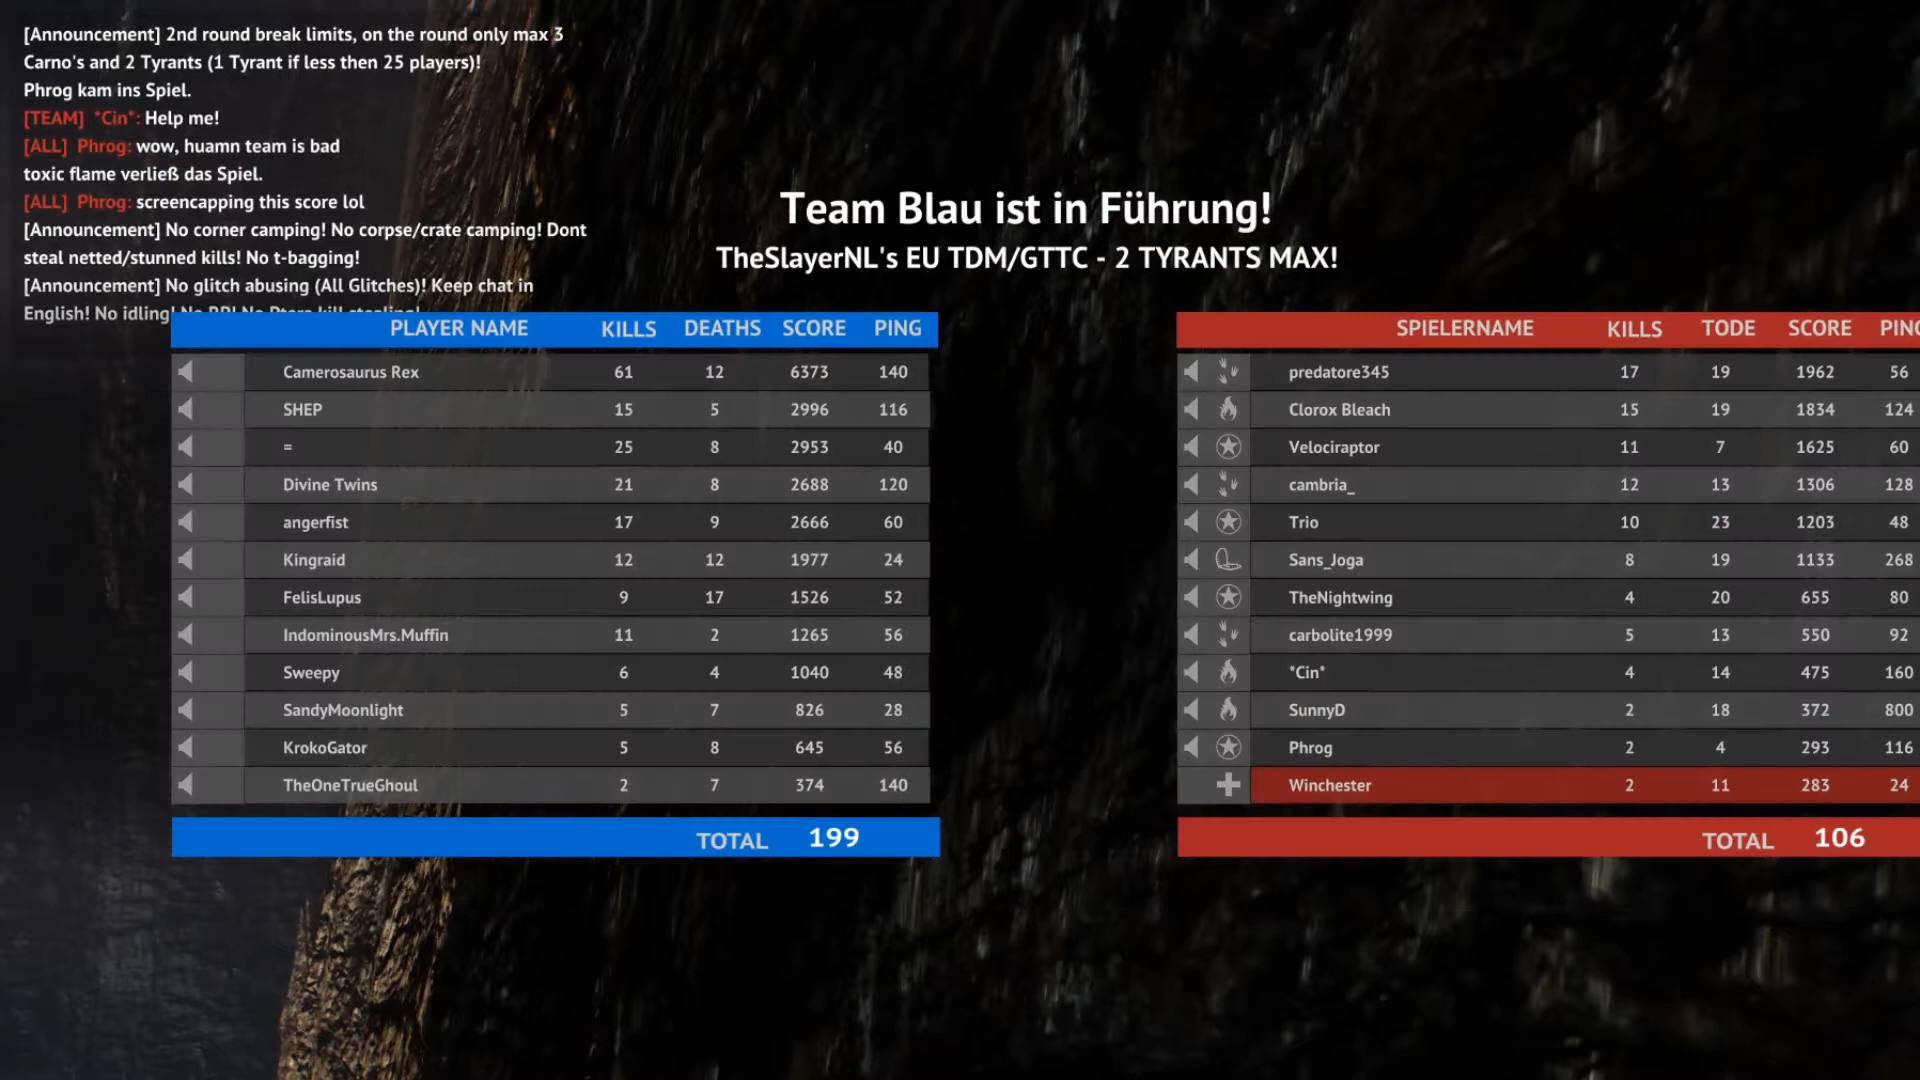 [Announcement] 2nd round break limits, on the round only max 3
Carno's and 2 Tyrants (1 Tyrant if less then 25 players)!
Phrog kam ins Spiel.
[TEAM] *Cin*: Help me!
[ALL] Phrog: wow, huamn team is bad
toxic flame verließ das Spiel.
[ALL] Phrog: screencapping this score lol
[Announcement] No corner camping! No corpse/crate camping! Dont
steal netted/stunned kills! No t-bagging!
[Announcement] No glitch abusing (All Glitches)! Keep chat in
English! No idling! No RP! No Ptera kill stealing!
Team Blau ist in Führung!
TheSlayerNL's EU TDM/GTTC - 2 TYRANTS MAX!
PLAYER NAME KILLS DEATHS SCORE PING
Camerosaurus Rex 61 12 6373 140
SHEP 15 5 2996 116
= 25 8 2953 40
Divine Twins 21 8 2688 120
angerfist 17 9 2666 60
Kingraid 12 12 1977 24
FelisLupus 9 17 1526 52
IndominousMrs.Muffin 11 2 1265 56
Sweepy 6 4 1040 48
SandyMoonlight 5 7 826 28
KrokoGator 5 8 645 56
TheOneTrueGhoul 2 7 374 140
TOTAL 199
SPIELERNAME KILLS TODE SCORE PING
predatore345 17 19 1962 56
Clorox Bleach 15 19 1834 124
Velociraptor 11 7 1625 60
cambria_ 12 13 1306 128
Trio 10 23 1203 48
Sans_Joga 8 19 1133 268
TheNightwing 4 20 655 80
carbolite1999 5 13 550 92
*Cin* 4 14 475 160
SunnyD 2 18 372 800
Phrog 2 4 293 116
Winchester 2 11 283 24
TOTAL 106